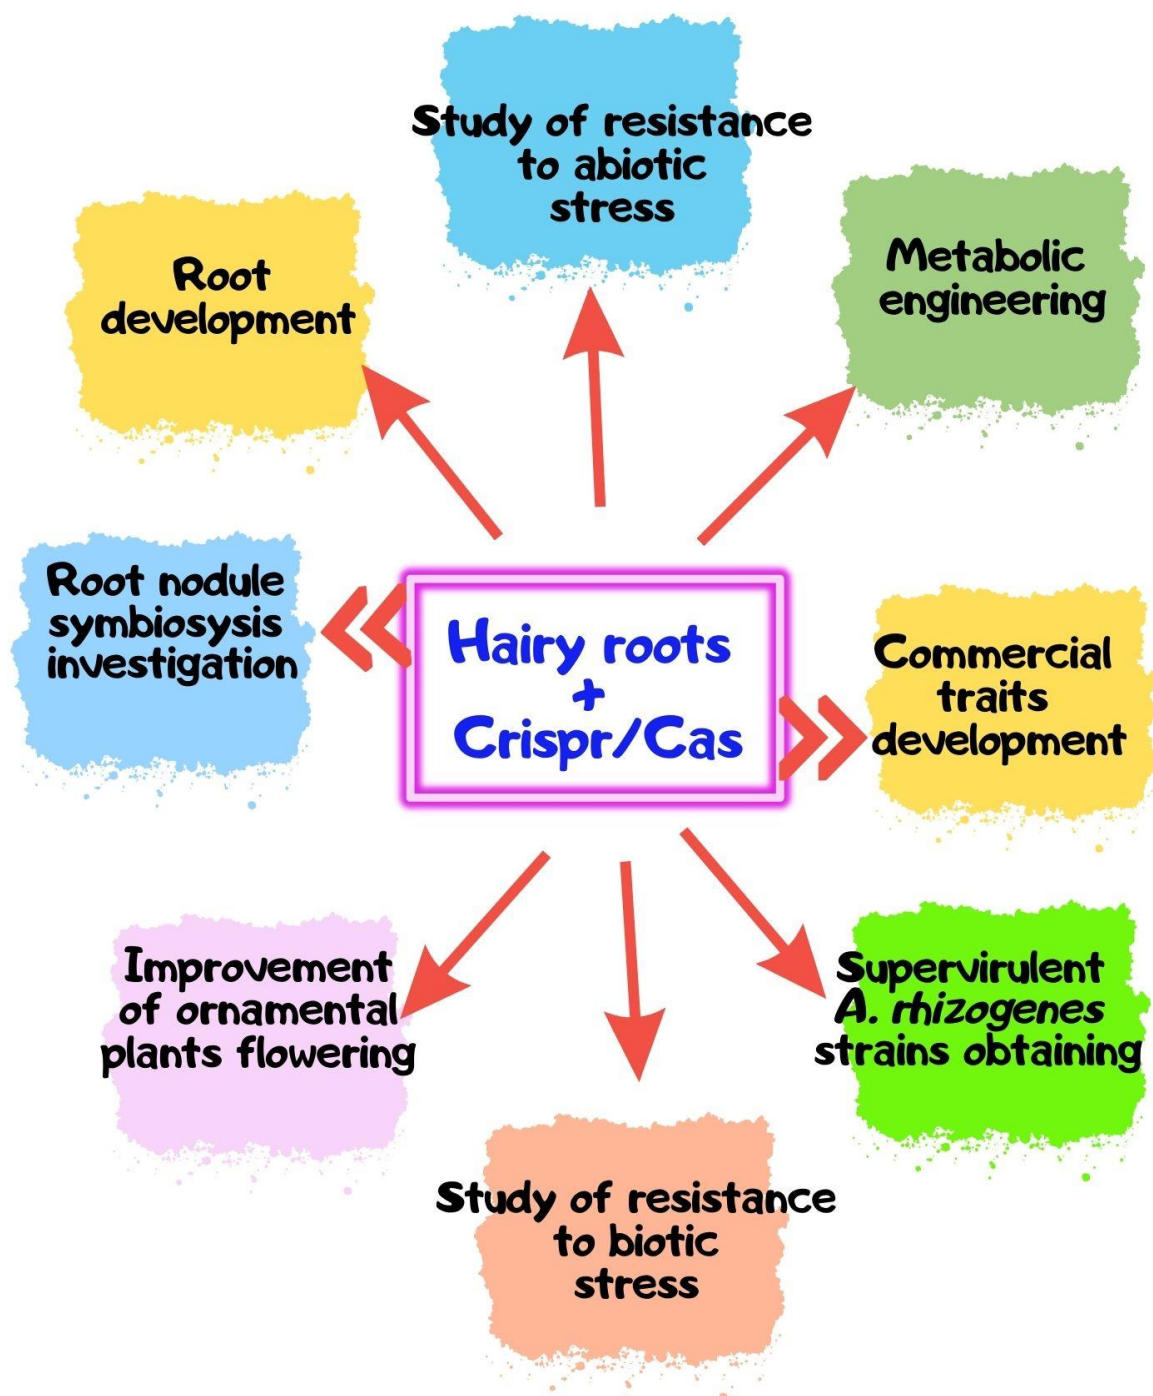 Study of resistance
to abiotic
stress
Root
development
Metabolic
engineering
Root nodule
symbiosysis
investigation
Hairy roots
+
Crispr/Cas
Commercial
traits
development
Improvement
of ornamental
plants flowering
Supervirulent
A. rhizogenes
strains obtaining
Study of resistance
to biotic
stress